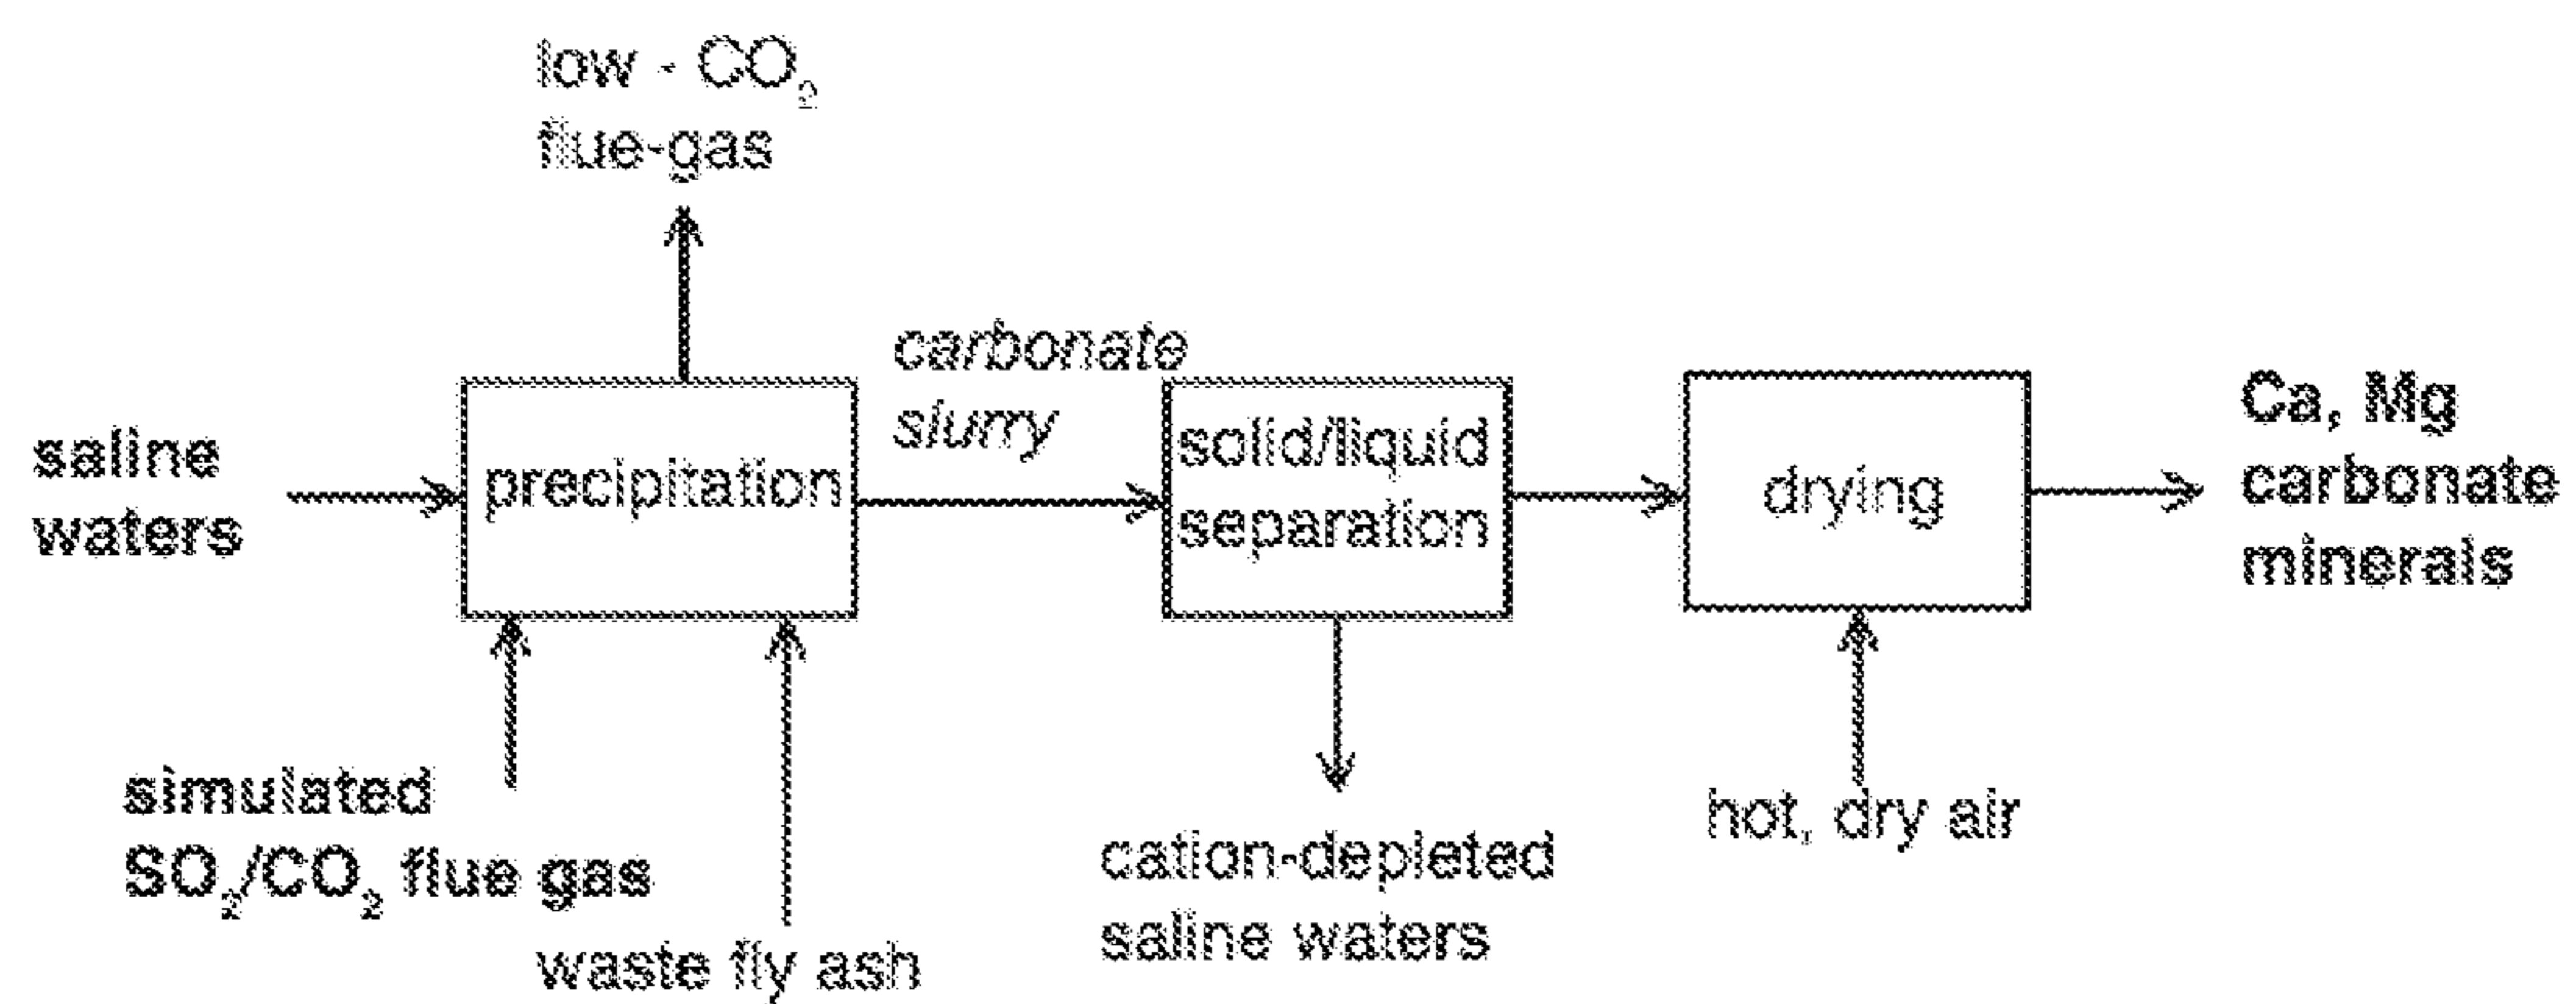 low - CO₂
flue-gas
carbonate
slurry
saline
waters
precipitation
solid/liquid
separation
drying
Ca, Mg
carbonate
minerals
simulated
SO₂/CO₂ flue gas
waste fly ash
cation-depleted
saline waters
hot, dry air